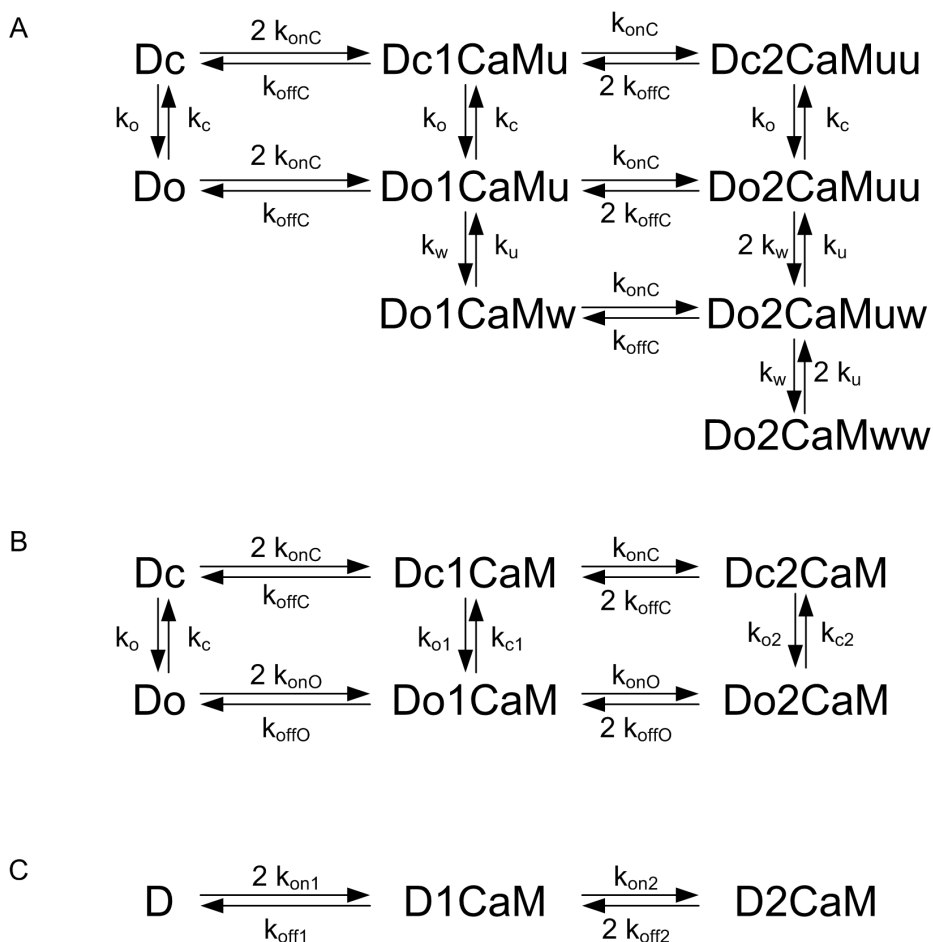 A
2 konC konC
Dc Dc1CaMu Dc2CaMuu
koffC 2 koffC
ko kc ko kc ko kc
2 konC konC
Do Do1CaMu Do2CaMuu
koffC 2 koffC
kw ku 2 kw ku
konC
Do1CaMw Do2CaMuw
koffC
kw 2 ku
Do2CaMww
B
2 konC konC
Dc Dc1CaM Dc2CaM
koffC 2 koffC
ko kc ko1 kc1 ko2 kc2
2 konO konO
Do Do1CaM Do2CaM
koffO 2 koffO
C
2 kon1 kon2
D D1CaM D2CaM
koff1 2 koff2